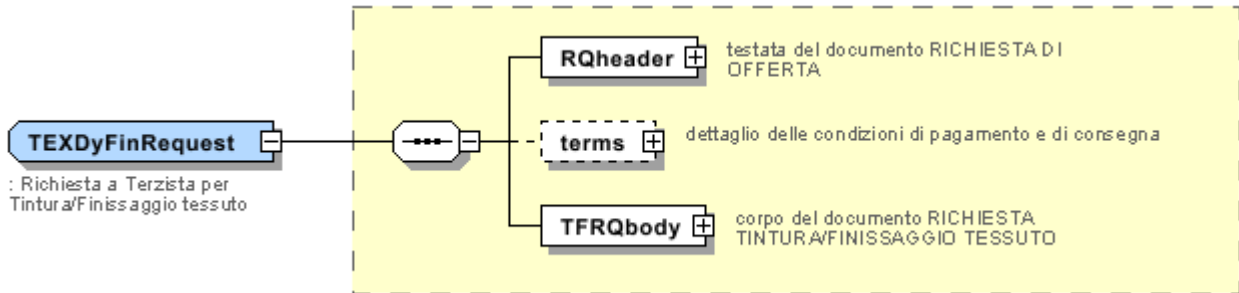 RQheader
testata del documento RICHIESTA DI
OFFERTA
TEXDyFinRequest
: Richiesta a Terzista per
Tintura/Finissaggio tessuto
terms
dettaglio delle condizioni di pagamento e di consegna
TFRQbody
corpo del documento RICHIESTA
TINTURA/FINISSAGGIO TESSUTO